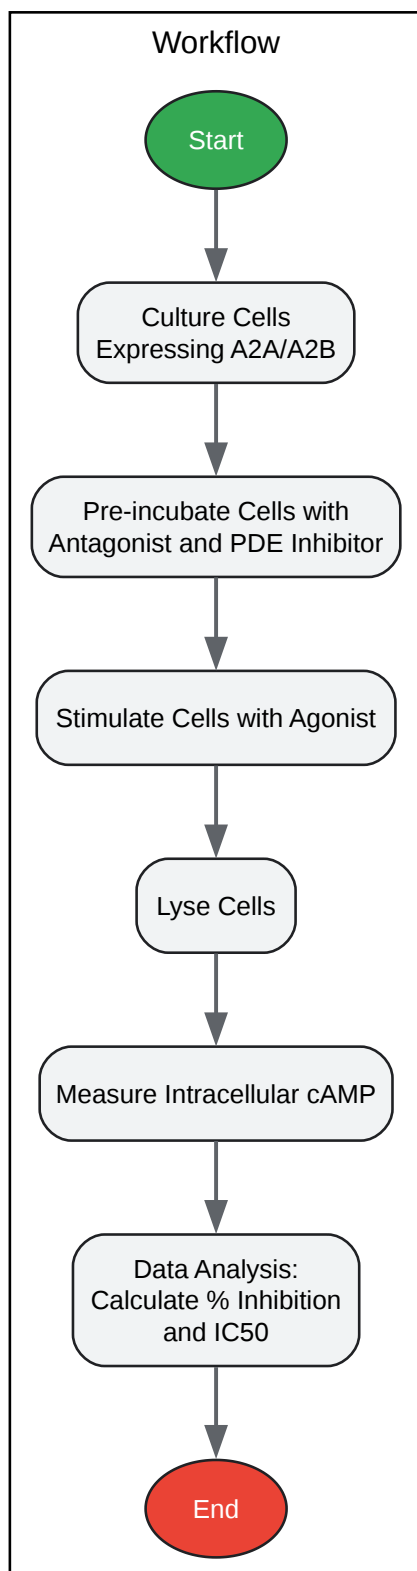 Workflow
Start
Culture Cells
Expressing A2A/A2B
Pre-incubate Cells with
Antagonist and PDE Inhibitor
Stimulate Cells with Agonist
Lyse Cells
Measure Intracellular cAMP
Data Analysis:
Calculate % Inhibition
and IC50
End